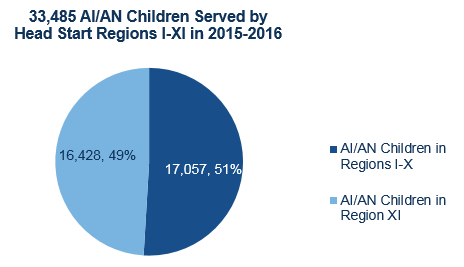 33,485 AI/AN Children Served by
Head Start Regions I-XI in 2015-2016
16,428, 49%
17,057, 51%
AI/AN Children in
Regions I-X
AI/AN Children in
Region XI